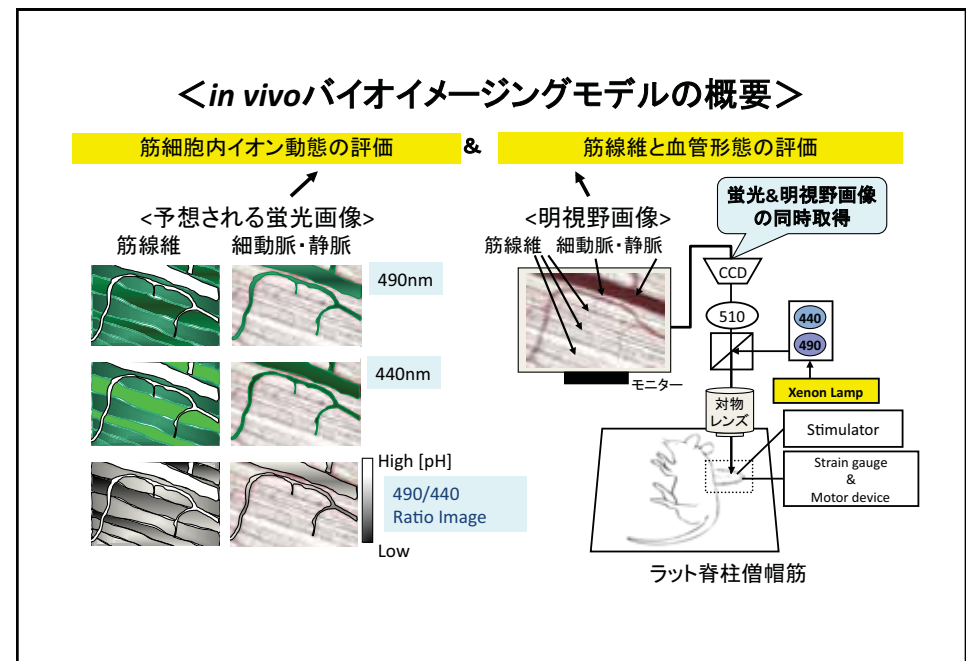 ＜in vivoバイオイメージングモデルの概要＞
筋細胞内イオン動態の評価
&
筋線維と血管形態の評価
<予想される蛍光画像>
筋線維
細動脈・静脈
490nm
440nm
High [pH]
490/440
Ratio Image
Low
<明視野画像>
筋線維
細動脈・静脈
モニター
蛍光&明視野画像
の同時取得
CCD
510
440
490
Xenon Lamp
対物
レンズ
Stimulator
Strain gauge
&
Motor device
ラット脊柱僧帽筋